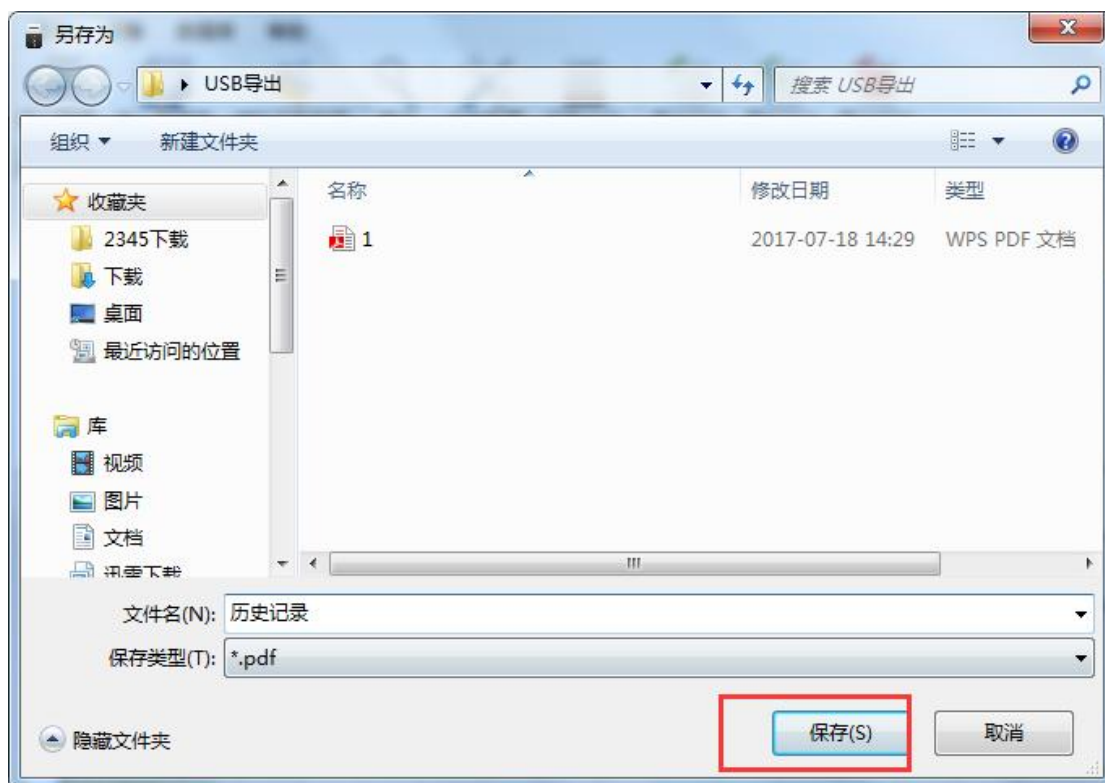 另存为
USB导出
搜索 USB导出
组织
新建文件夹
名称
修改日期
类型
收藏夹
2345下载
下载
桌面
最近访问的位置
库
视频
图片
文档
迅雷下载
1
2017-07-18 14:29
WPS PDF 文档
文件名(N): 历史记录
保存类型(T): *.pdf
隐藏文件夹
保存(S)
取消